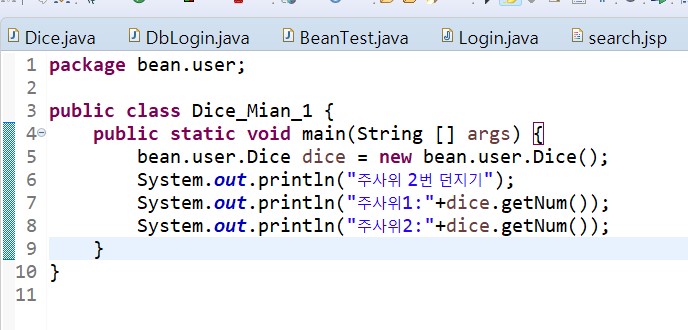 Dice.java DbLogin.java BeanTest.java Login.java search.jsp
1 package bean.user;
2
3 public class Dice_Mian_1 {
4 public static void main(String [] args) {
5 bean.user.Dice dice = new bean.user.Dice();
6 System.out.println("주사위 2번 던지기");
7 System.out.println("주사위1:"+dice.getNum());
8 System.out.println("주사위2:"+dice.getNum());
9 }
10 }
11